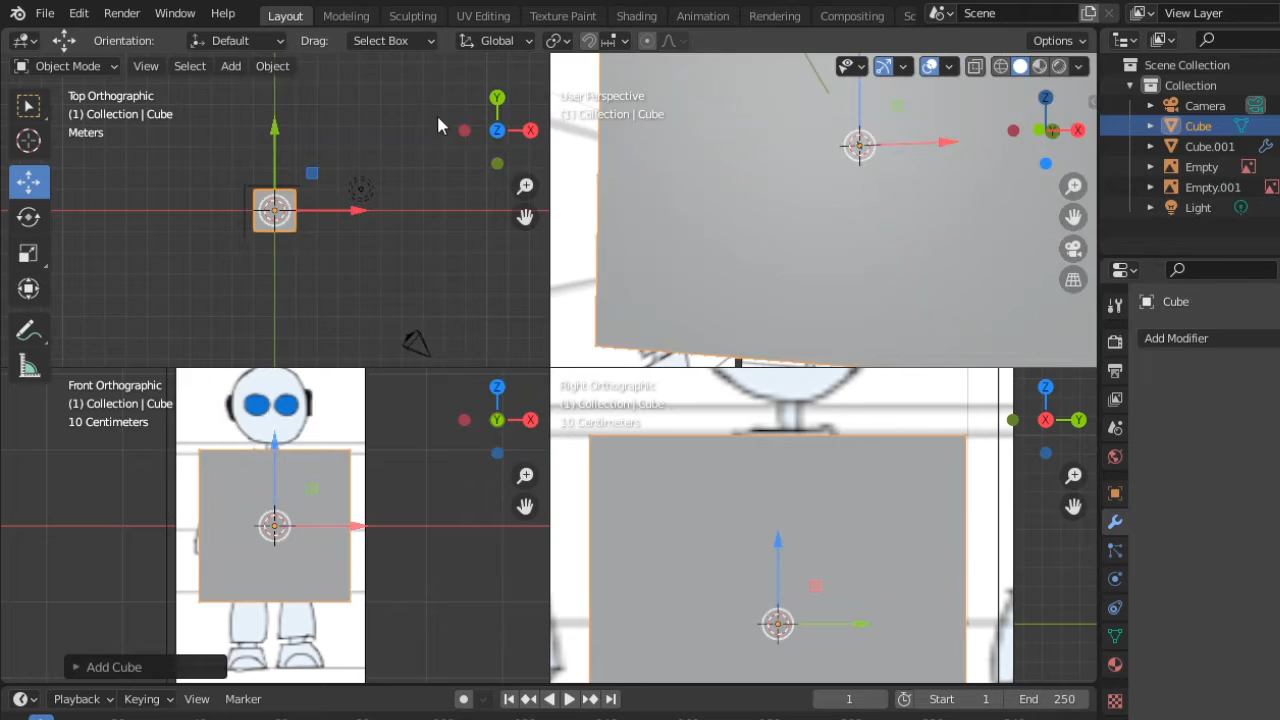 File Edit Render Window Help Layout Modeling Sculpting UV Editing Texture Paint Shading Animation Rendering Compositing Sc Scene View Layer
Orientation: Default Drag: Select Box Global Options
Object Mode View Select Add Object
Scene Collection
Collection
Camera
Cube
Cube.001
Empty
Empty.001
Light
Top Orthographic
(1) Collection | Cube
Meters
Y
Z
X
User Perspective
(1) Collection | Cube
Z
Y
X
Cube
Add Modifier
Front Orthographic
(1) Collection | Cube
10 Centimeters
Z
Y
X
Add Cube
Right Orthographic
(1) Collection | Cube
10 Centimeters
Z
X
Y
Playback Keying View Marker 1 Start 1 End 250